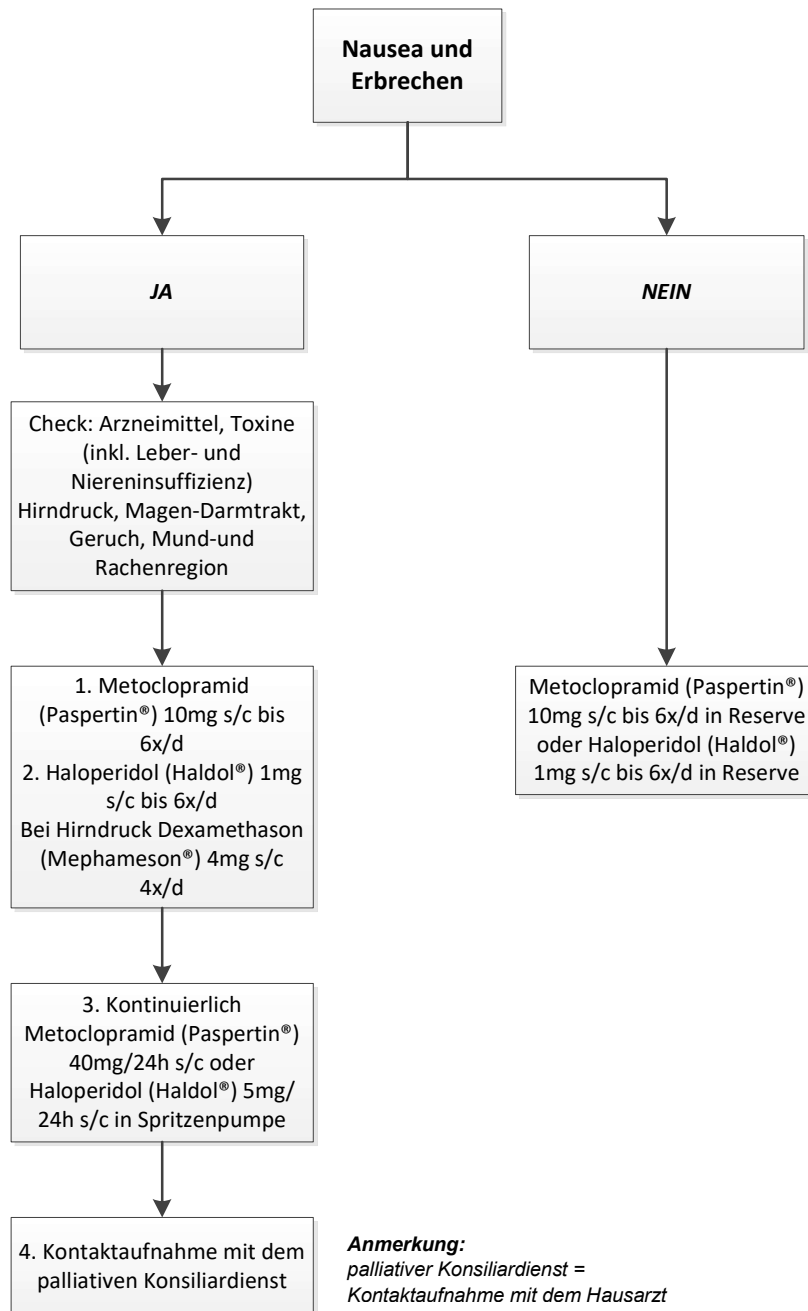 Nausea und
Erbrechen
JA
NEIN
Check: Arzneimittel, Toxine
(inkl. Leber- und
Niereninsuffizienz)
Hirndruck, Magen-Darmtrakt,
Geruch, Mund-und
Rachenregion
1. Metoclopramid
(Paspertin®) 10mg s/c bis
6x/d
2. Haloperidol (Haldol®) 1mg
s/c bis 6x/d
Bei Hirndruck Dexamethason
(Mephameson®) 4mg s/c
4x/d
Metoclopramid (Paspertin®)
10mg s/c bis 6x/d in Reserve
oder Haloperidol (Haldol®)
1mg s/c bis 6x/d in Reserve
3. Kontinuierlich
Metoclopramid (Paspertin®)
40mg/24h s/c oder
Haloperidol (Haldol®) 5mg/
24h s/c in Spritzenpumpe
4. Kontaktaufnahme mit dem
palliativen Konsiliardienst
Anmerkung:
palliativer Konsiliardienst =
Kontaktaufnahme mit dem Hausarzt